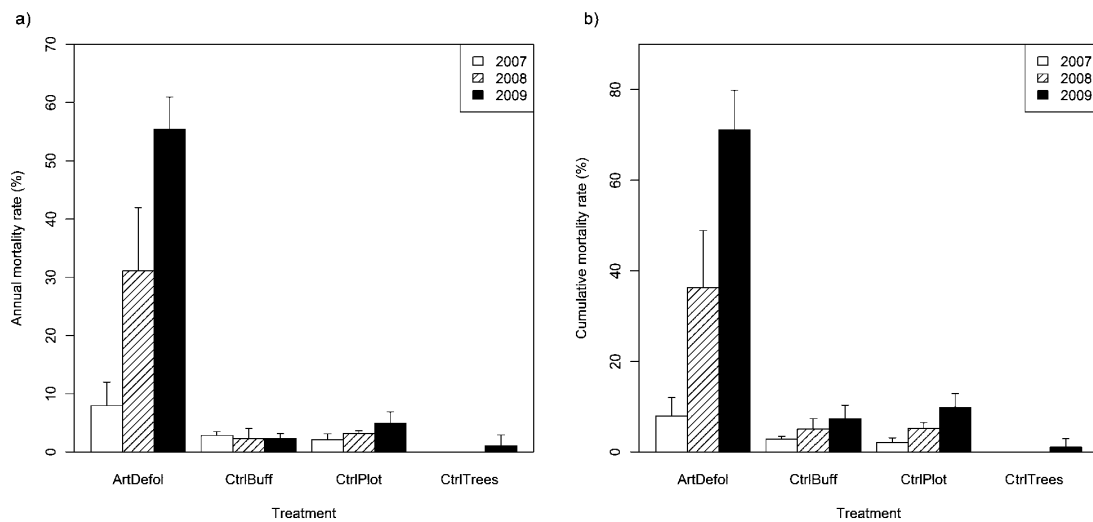 a)
Annual mortality rate (%)
70
60
50
40
30
20
10
0
2007
2008
2009
ArtDefol CtrlBuff CtrlPlot CtrlTrees
Treatment
b)
Cumulative mortality rate (%)
80
60
40
20
0
2007
2008
2009
ArtDefol CtrlBuff CtrlPlot CtrlTrees
Treatment